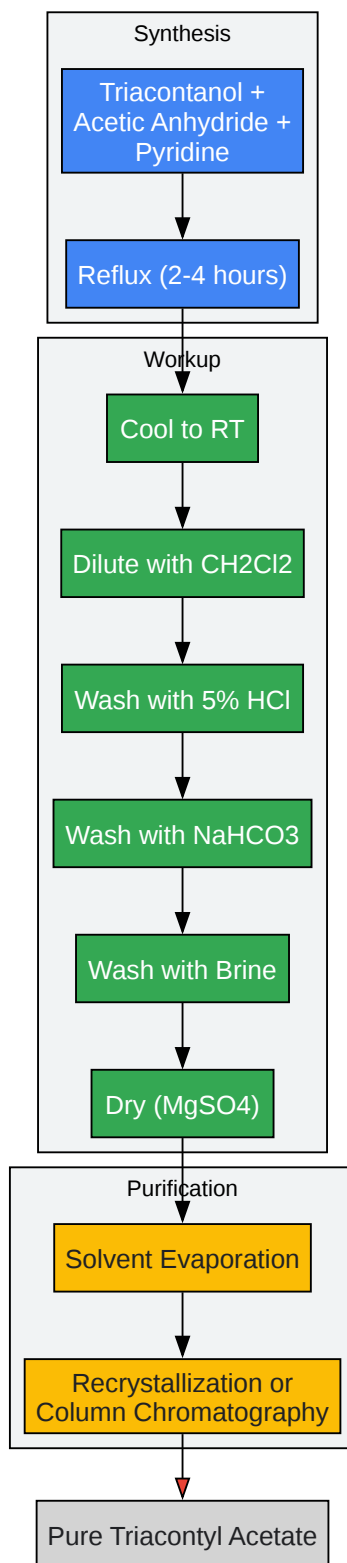 Synthesis
Triacontanol +
Acetic Anhydride +
Pyridine
Reflux (2-4 hours)
Workup
Cool to RT
Dilute with CH2Cl2
Wash with 5% HCl
Wash with NaHCO3
Wash with Brine
Dry (MgSO4)
Purification
Solvent Evaporation
Recrystallization or
Column Chromatography
Pure Triacontyl Acetate